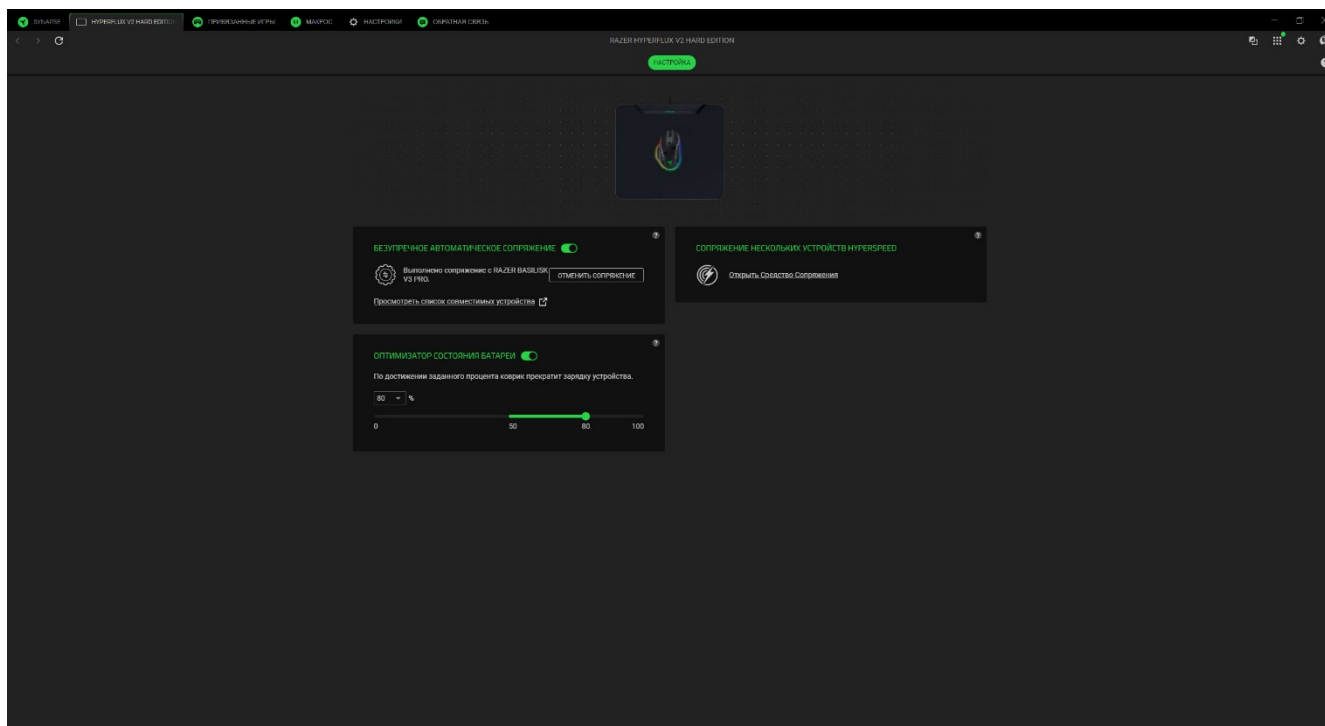 SYNAPSE
HYPERFLUX V2 HARD EDITIO
ПРИВЯЗАННЫЕ ИГРЫ
МАКРОС
НАСТРОЙКИ
ОБРАТНАЯ СВЯЗЬ
RAZER HYPERFLUX V2 HARD EDITION
НАСТРОЙКА
БЕЗУПРЕЧНОЕ АВТОМАТИЧЕСКОЕ СОПРЯЖЕНИЕ
Выполнено сопряжение с RAZER BASILISK
V3 PRO.
ОТМЕНИТЬ СОПРЯЖЕНИЕ
Просмотреть список совместимых устройства
СОПРЯЖЕНИЕ НЕСКОЛЬКИХ УСТРОЙСТВ HYPERSPEED
Открыть Средство Сопряжения
ОПТИМИЗАТОР СОСТОЯНИЯ БАТАРЕИ
По достижении заданного процента коврик прекратит зарядку устройства.
80 %
0 50 80 100